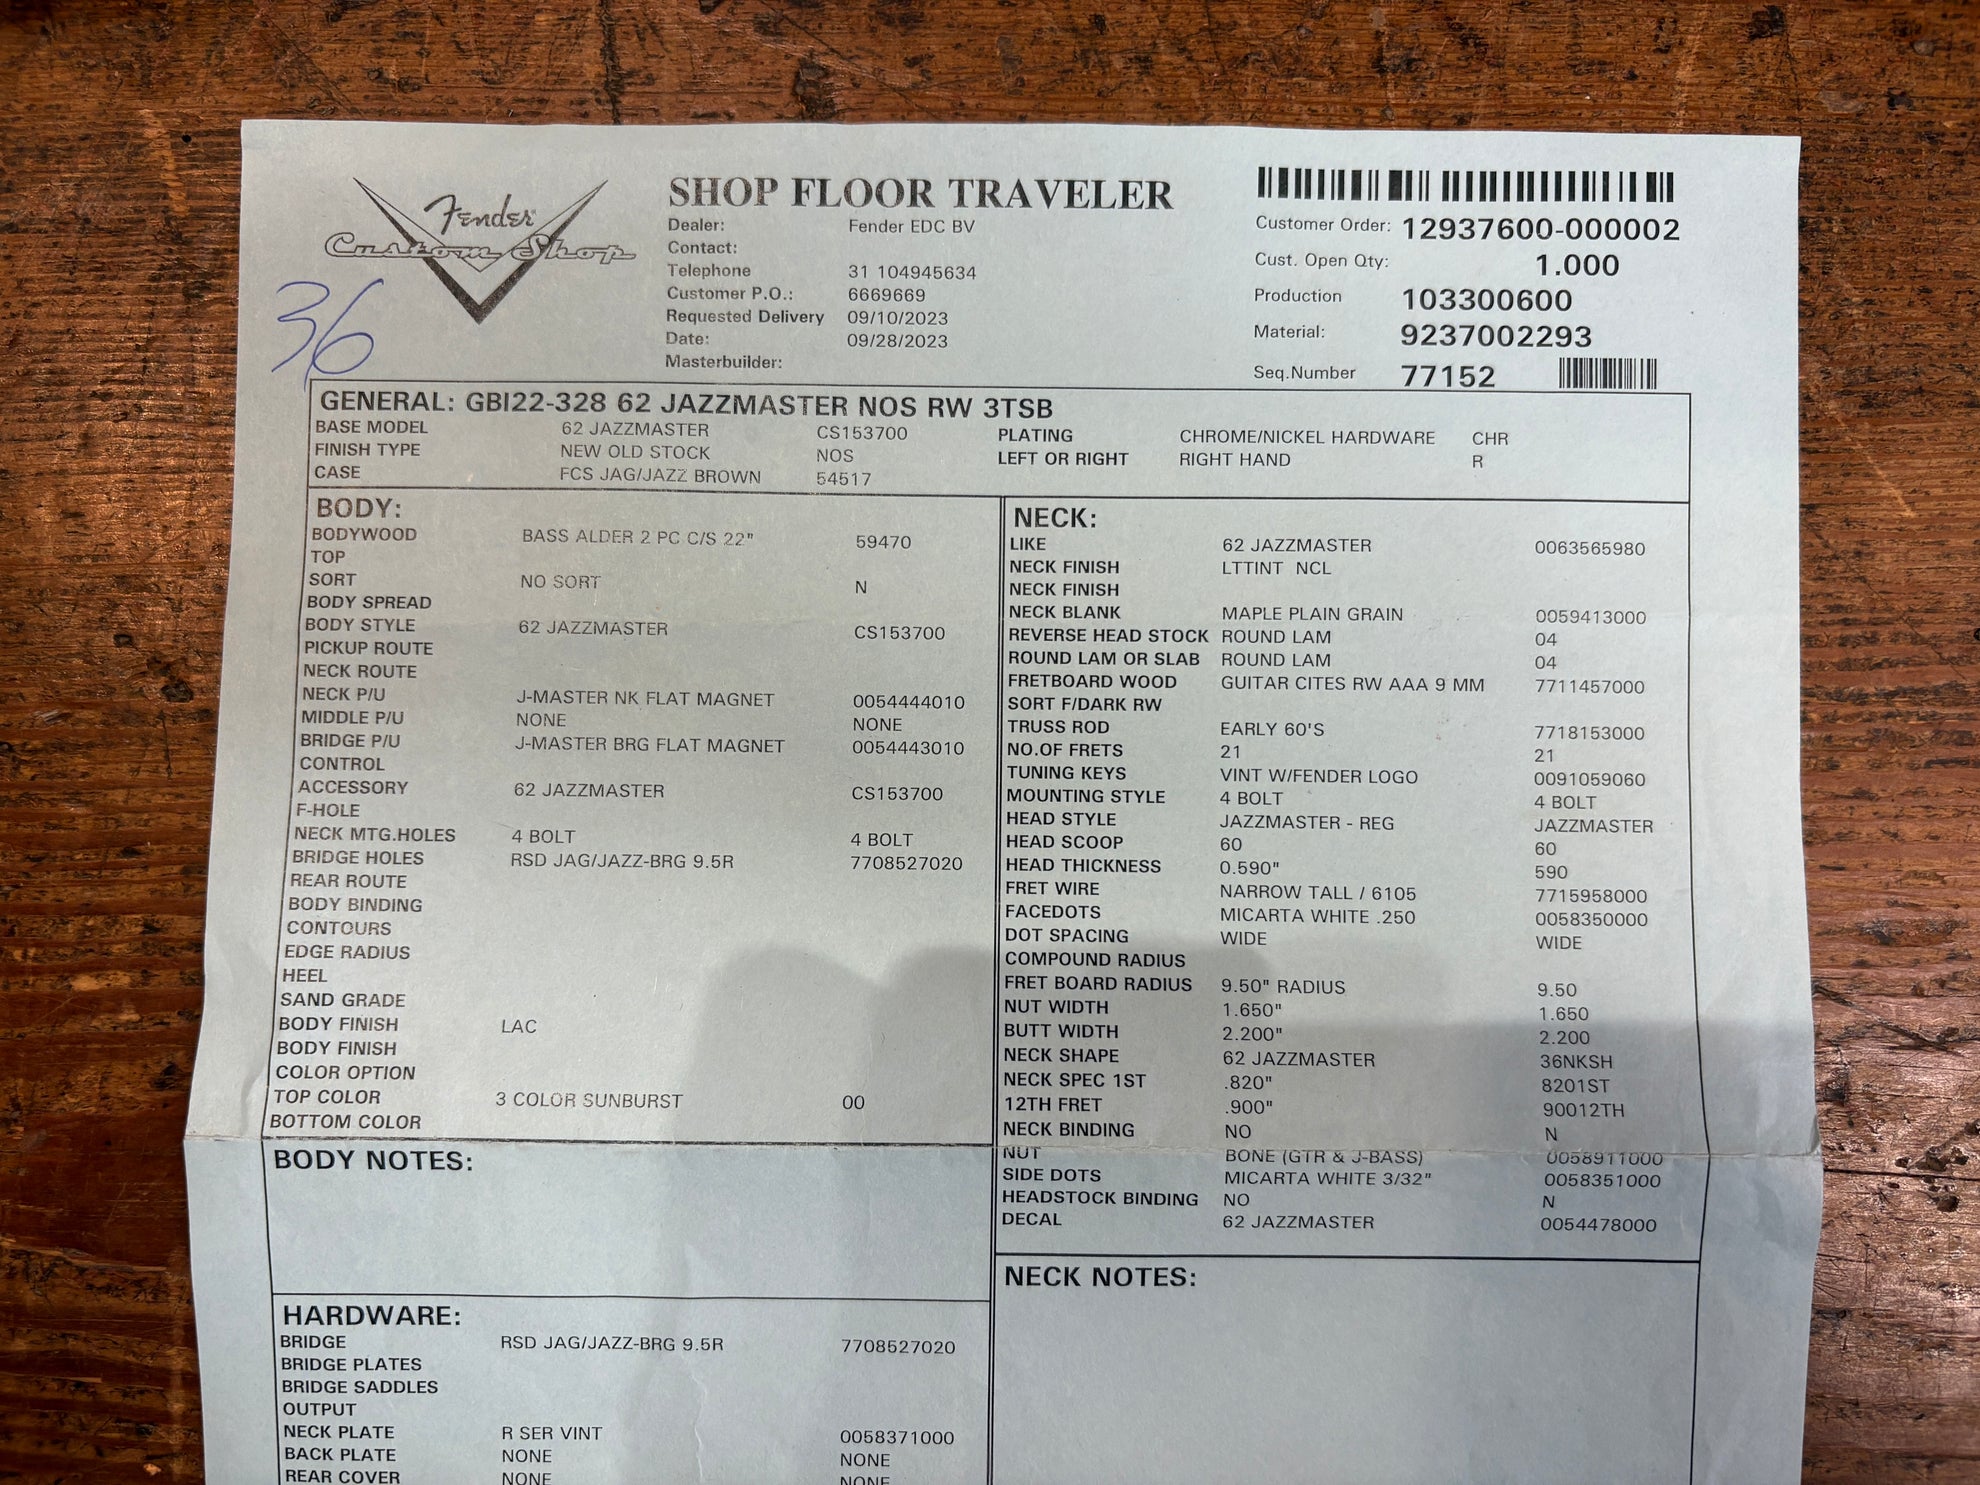 Fender
Custom Shop
36
SHOP FLOOR TRAVELER
Dealer: Fender EDC BV
Contact:
Telephone 31 104945634
Customer P.O.: 6669669
Requested Delivery 09/10/2023
Date: 09/28/2023
Masterbuilder:
Customer Order: 12937600-000002
Cust. Open Qty: 1.000
Production 103300600
Material: 9237002293
Seq.Number 77152
GENERAL: GBI22-328 62 JAZZMASTER NOS RW 3TSB
BASE MODEL 62 JAZZMASTER CS153700
FINISH TYPE NEW OLD STOCK NOS
CASE FCS JAG/JAZZ BROWN 54517
PLATING CHROME/NICKEL HARDWARE CHR
LEFT OR RIGHT RIGHT HAND R
BODY:
BODYWOOD BASS ALDER 2 PC C/S 22" 59470
TOP
SORT NO SORT N
BODY SPREAD
BODY STYLE 62 JAZZMASTER CS153700
PICKUP ROUTE
NECK ROUTE
NECK P/U J-MASTER NK FLAT MAGNET 0054444010
MIDDLE P/U NONE NONE
BRIDGE P/U J-MASTER BRG FLAT MAGNET 0054443010
CONTROL
ACCESSORY 62 JAZZMASTER CS153700
F-HOLE
NECK MTG.HOLES 4 BOLT 4 BOLT
BRIDGE HOLES RSD JAG/JAZZ-BRG 9.5R 7708527020
REAR ROUTE
BODY BINDING
CONTOURS
EDGE RADIUS
HEEL
SAND GRADE
BODY FINISH LAC
BODY FINISH
COLOR OPTION
TOP COLOR 3 COLOR SUNBURST 00
BOTTOM COLOR
BODY NOTES:
HARDWARE:
BRIDGE RSD JAG/JAZZ-BRG 9.5R 7708527020
BRIDGE PLATES
BRIDGE SADDLES
OUTPUT
NECK PLATE R SER VINT 0058371000
BACK PLATE NONE NONE
REAR COVER NONE NONE
NECK:
LIKE 62 JAZZMASTER 0063565980
NECK FINISH LTTINT NCL
NECK FINISH
NECK BLANK MAPLE PLAIN GRAIN 0059413000
REVERSE HEAD STOCK ROUND LAM 04
ROUND LAM OR SLAB ROUND LAM 04
FRETBOARD WOOD GUITAR CITES RW AAA 9 MM 7711457000
SORT F/DARK RW
TRUSS ROD EARLY 60'S 7718153000
NO.OF FRETS 21 21
TUNING KEYS VINT W/FENDER LOGO 0091059060
MOUNTING STYLE 4 BOLT 4 BOLT
HEAD STYLE JAZZMASTER - REG JAZZMASTER
HEAD SCOOP 60 60
HEAD THICKNESS 0.590" 590
FRET WIRE NARROW TALL / 6105 7715958000
FACEDOTS MICARTA WHITE .250 0058350000
DOT SPACING WIDE WIDE
COMPOUND RADIUS
FRET BOARD RADIUS 9.50" RADIUS 9.50
NUT WIDTH 1.650" 1.650
BUTT WIDTH 2.200" 2.200
NECK SHAPE 62 JAZZMASTER 36NKSH
NECK SPEC 1ST .820" 8201ST
12TH FRET .900" 90012TH
NECK BINDING NO N
NUT BONE (GTR & J-BASS) 0058911000
SIDE DOTS MICARTA WHITE 3/32" 0058351000
HEADSTOCK BINDING NO N
DECAL 62 JAZZMASTER 0054478000
NECK NOTES: